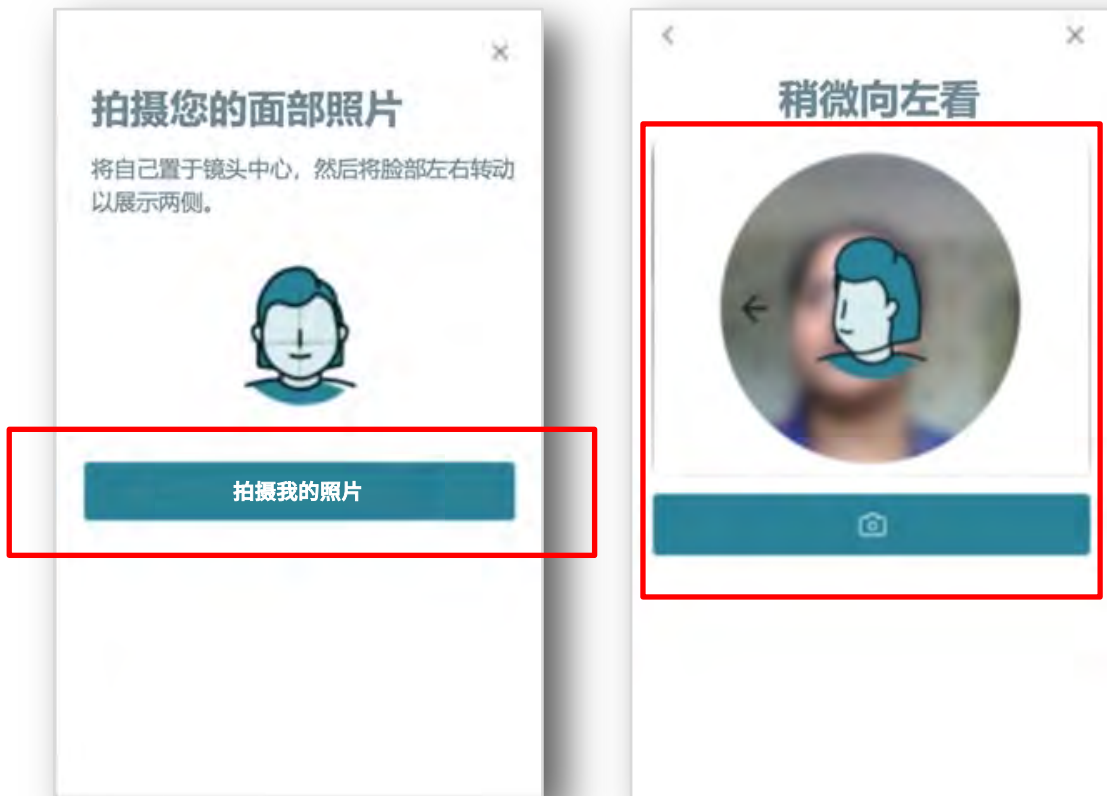 拍摄您的面部照片
将自己置于镜头中心，然后将脸部左右转动
以展示两侧。
拍摄我的照片
稍微向左看